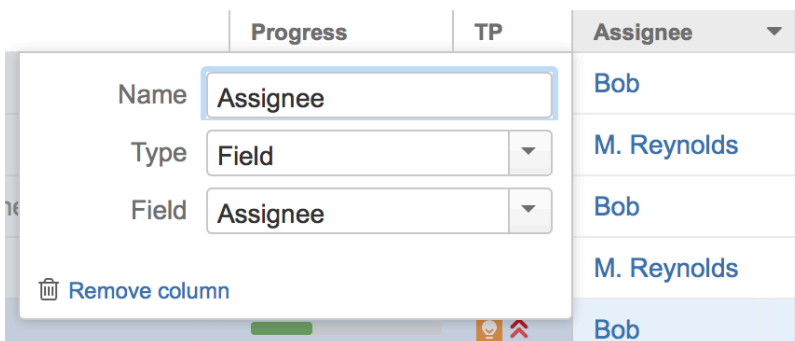 Progress TP Assignee
Name Assignee
Bob
Type Field
M. Reynolds
Field Assignee
Bob
M. Reynolds
Remove column
Bob